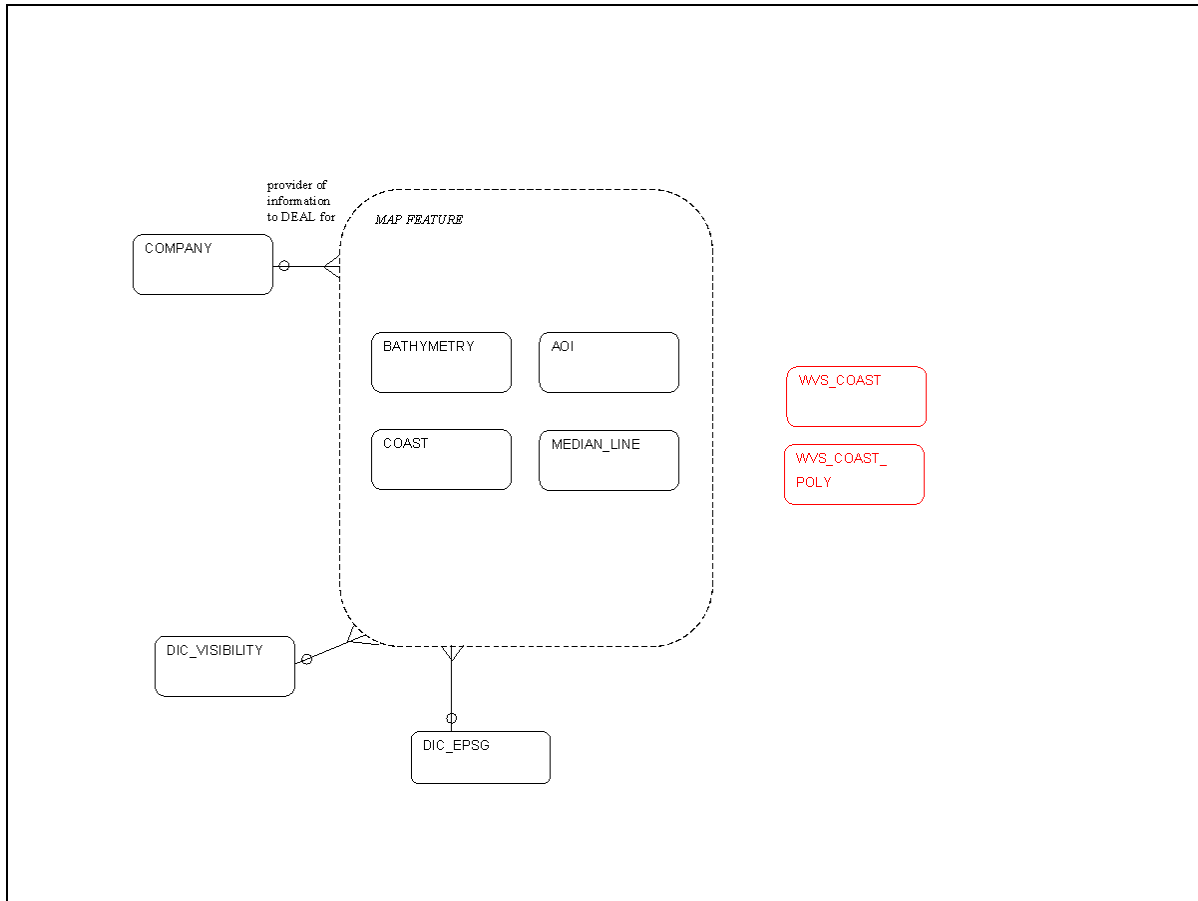 provider of
information
to DEAL for
MAP FEATURE
COMPANY
BATHYMETRY
AOI
WVS_COAST
COAST
MEDIAN_LINE
WVS_COAST_
POLY
DIC_VISIBILITY
DIC_EPSG